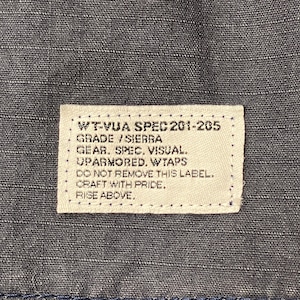 WT-VUA SPEC 201-205
GRADE / SIERRA
GEAR. SPEC. VISUAL.
UPARMORED. WTAPS
DO NOT REMOVE THIS LABEL.
CRAFT WITH PRIDE.
RISE ABOVE.